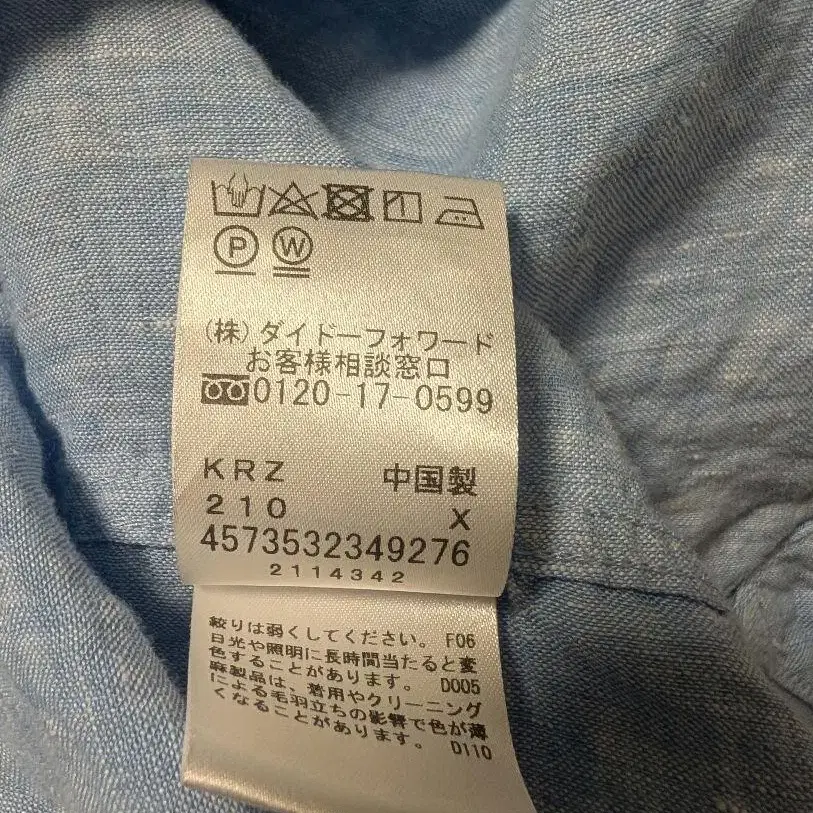 P W
(株)ダイドーフォワード
お客様相談窓口
0120-17-0599
KRZ 中国製
210 X
4573532349276
2114342
絞りは弱くしてください。 F06
日光や照明に長時間当たると変
色することがあります。 D005
麻製品は、着用やクリーニング
による毛羽立ちの影響で色が薄
くなることがあります。 D110